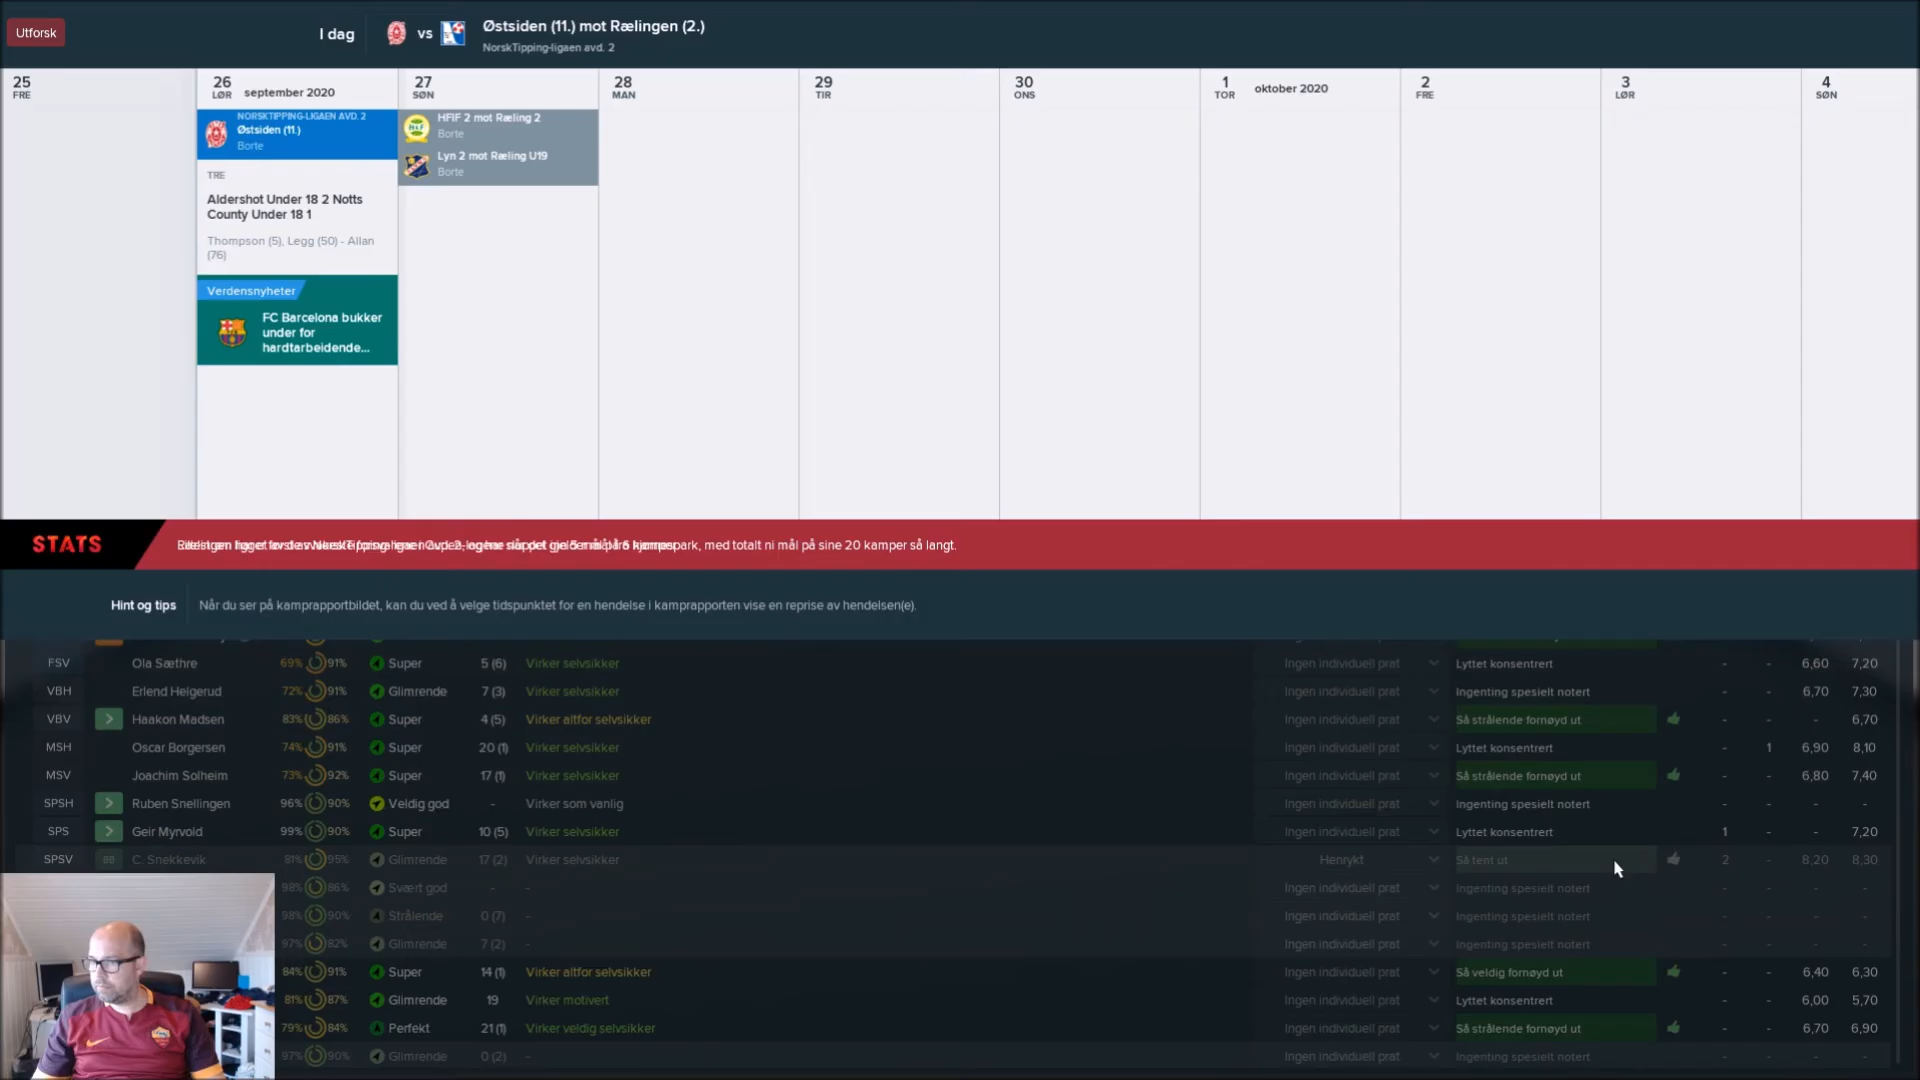 Utforsk
I dag
vs
Østsiden (11.) mot Rælingen (2.)
NorskTipping-ligaen avd. 2
25
FRE
26
LØR
september 2020
27
SØN
28
MAN
29
TIR
30
ONS
1
TOR
oktober 2020
2
FRE
3
LØR
4
SØN
NORSKTIPPING-LIGAEN AVD. 2
Østsiden (11.)
Borte
HFIF 2 mot Ræling 2
Borte
Lyn 2 mot Ræling U19
Borte
TRE
Aldershot Under 18 2 Notts
County Under 18 1
Thompson (5), Legg (50) - Allan
(76)
Verdensnyheter
FC Barcelona bukker
under for
hardtarbeidende...
STATS
park, med totalt ni mål på sine 20 kamper så langt.
Hint og tips
Når du ser på kamprapportbildet, kan du ved å velge tidspunktet for en hendelse i kamprapporten vise en reprise av hendelsen(e).
FSV Ola Sæthre 69% 91% Super 5 (6) Virker selvsikker Ingen individuell prat Lyttet konsentrert - - 6,60 7,20
VBH Erlend Helgerud 72% 91% Glimrende 7 (3) Virker selvsikker Ingen individuell prat Ingenting spesielt notert - - 6,70 7,30
VBV Haakon Madsen 83% 86% Super 4 (5) Virker altfor selvsikker Ingen individuell prat Så strålende fornøyd ut - - - 6,70
MSH Oscar Borgersen 74% 91% Super 20 (1) Virker selvsikker Ingen individuell prat Lyttet konsentrert - 1 6,90 8,10
MSV Joachim Solheim 73% 92% Super 17 (1) Virker selvsikker Ingen individuell prat Så strålende fornøyd ut - - 6,80 7,40
SPSH Ruben Snellingen 96% 90% Veldig god - Virker som vanlig Ingen individuell prat Ingenting spesielt notert - - - -
SPS Geir Myrvold 99% 90% Super 10 (5) Virker selvsikker Ingen individuell prat Lyttet konsentrert 1 - - 7,20
SPSV C. Snekkevik 81% 95% Glimrende 17 (2) Virker selvsikker Henrykt Så tent ut 2 - 8,20 8,30
98% 86% Svært god - - Ingen individuell prat Ingenting spesielt notert - - - -
98% 90% Strålende 0 (7) - Ingen individuell prat Ingenting spesielt notert - - - -
97% 82% Glimrende 7 (2) - Ingen individuell prat Ingenting spesielt notert - - - -
84% 91% Super 14 (1) Virker altfor selvsikker Ingen individuell prat Så veldig fornøyd ut - - 6,40 6,30
81% 87% Glimrende 19 Virker motivert Ingen individuell prat Lyttet konsentrert - - 6,00 5,70
79% 84% Perfekt 21 (1) Virker veldig selvsikker Ingen individuell prat Så strålende fornøyd ut - - 6,70 6,90
97% 90% Glimrende 0 (2) - Ingen individuell prat Ingenting spesielt notert - - - -